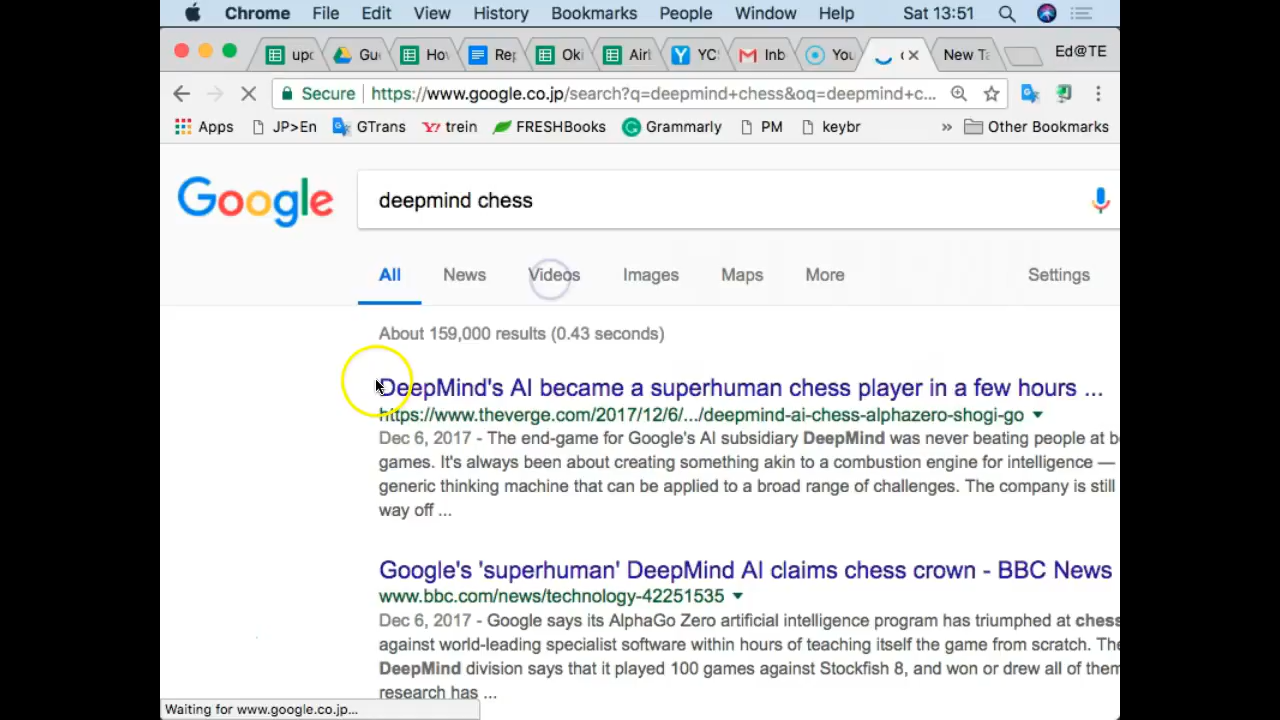 Chrome File Edit View History Bookmarks People Window Help Sat 13:51
upc Gu Hov Rep Oki Airl YC Inb You New Ta Ed@TE
Secure https://www.google.co.jp/search?q=deepmind+chess&oq=deepmind+c...
Apps JP>En GTrans trein FRESHBooks Grammarly PM keybr » Other Bookmarks
Google deepmind chess
All News Videos Images Maps More Settings
About 159,000 results (0.43 seconds)
DeepMind's AI became a superhuman chess player in a few hours ...
https://www.theverge.com/2017/12/6/.../deepmind-ai-chess-alphazero-shogi-go
Dec 6, 2017 - The end-game for Google's AI subsidiary DeepMind was never beating people at b
games. It's always been about creating something akin to a combustion engine for intelligence —
generic thinking machine that can be applied to a broad range of challenges. The company is still
way off ...
Google's 'superhuman' DeepMind AI claims chess crown - BBC News
www.bbc.com/news/technology-42251535
Dec 6, 2017 - Google says its AlphaGo Zero artificial intelligence program has triumphed at chess
against world-leading specialist software within hours of teaching itself the game from scratch. The
DeepMind division says that it played 100 games against Stockfish 8, and won or drew all of them
research has ...
Waiting for www.google.co.jp...